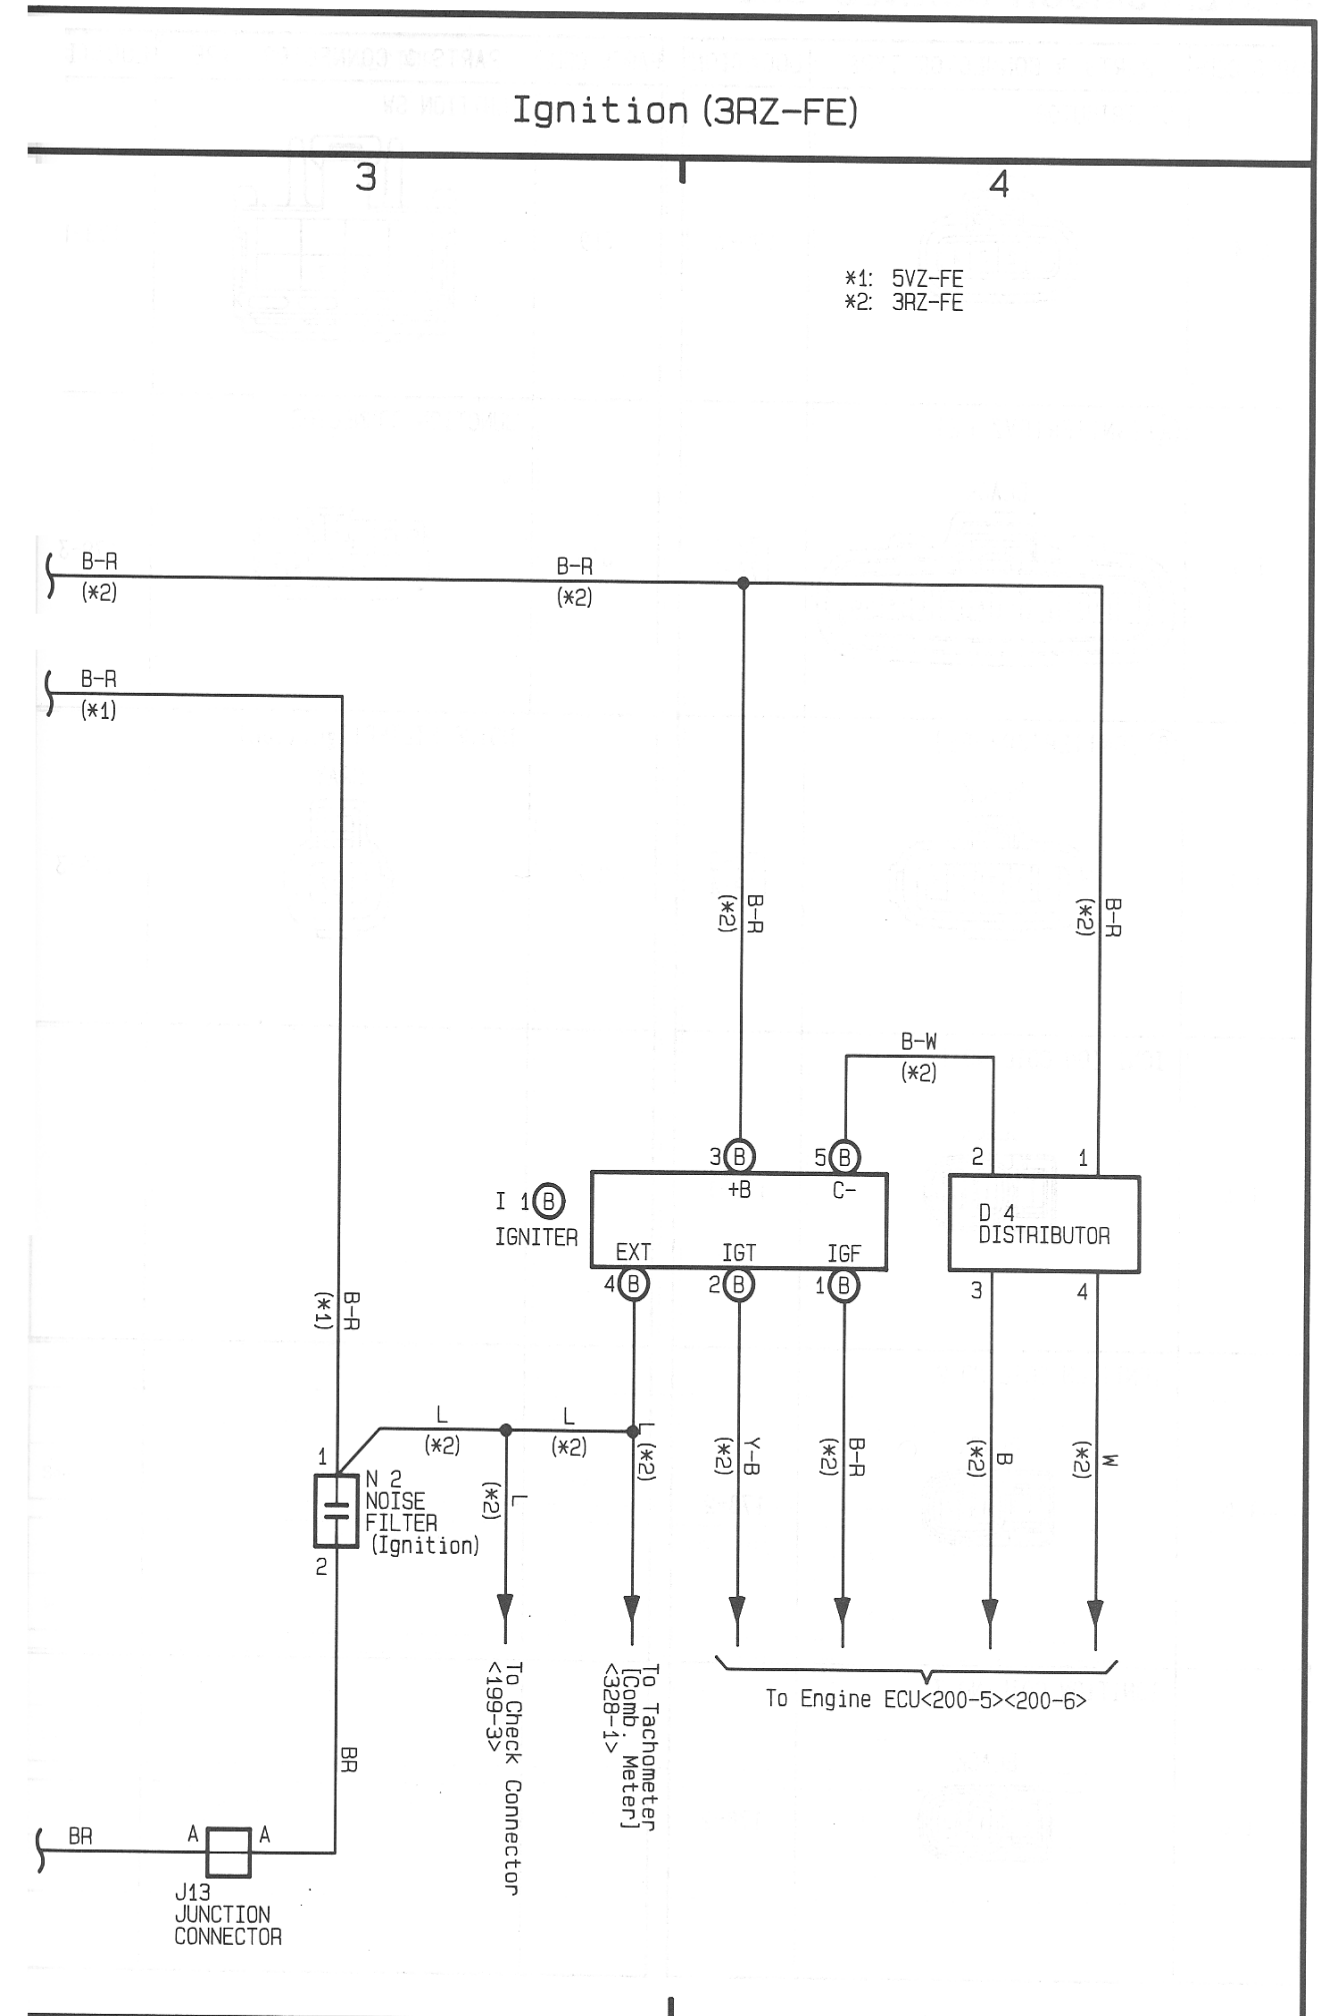 Ignition (3RZ-FE)
3
4
*1: 5VZ-FE
*2: 3RZ-FE
B-R
(*2)
B-R
(*2)
B-R
(*1)
B-R
(*2)
B-R
(*2)
B-W
(*2)
3 B
5 B
2
1
+B
C-
I 1 B
IGNITER
D 4
DISTRIBUTOR
EXT
IGT
IGF
4 B
2 B
1 B
3
4
B-R
(*1)
L
(*2)
L
(*2)
L
(*2)
L
(*2)
Y-B
(*2)
B-R
(*2)
B
(*2)
W
(*2)
1
N 2
NOISE
FILTER
(Ignition)
2
To Check Connector
<199-3>
To Tachometer
[Comb. Meter]
<328-1>
To Engine ECU<200-5><200-6>
BR
BR
A
A
J13
JUNCTION
CONNECTOR